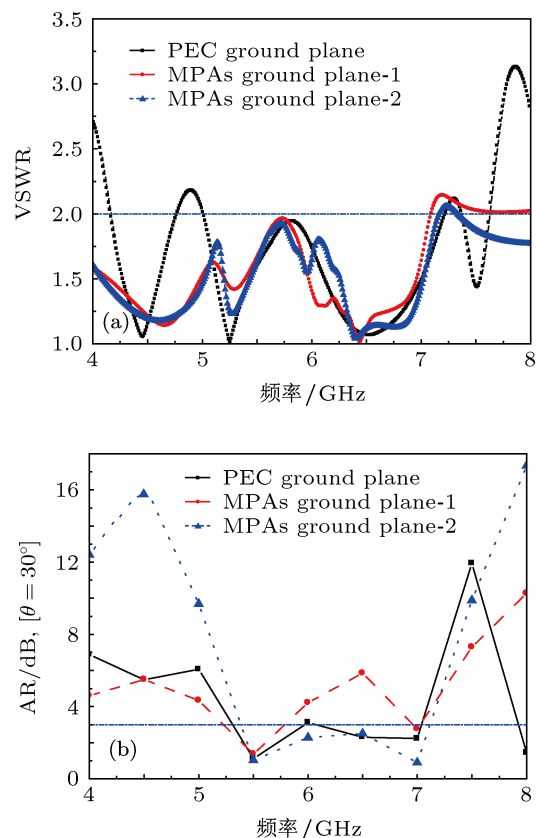 3.5
PEC ground plane
MPAs ground plane-1
MPAs ground plane-2
3.0
2.5
VSWR
2.0
1.5
(a)
1.0
4 5 6 7 8
频率/GHz
16
PEC ground plane
MPAs ground plane-1
MPAs ground plane-2
12
AR/dB, [θ = 30°]
8
4
(b)
0
4 5 6 7 8
频率/GHz